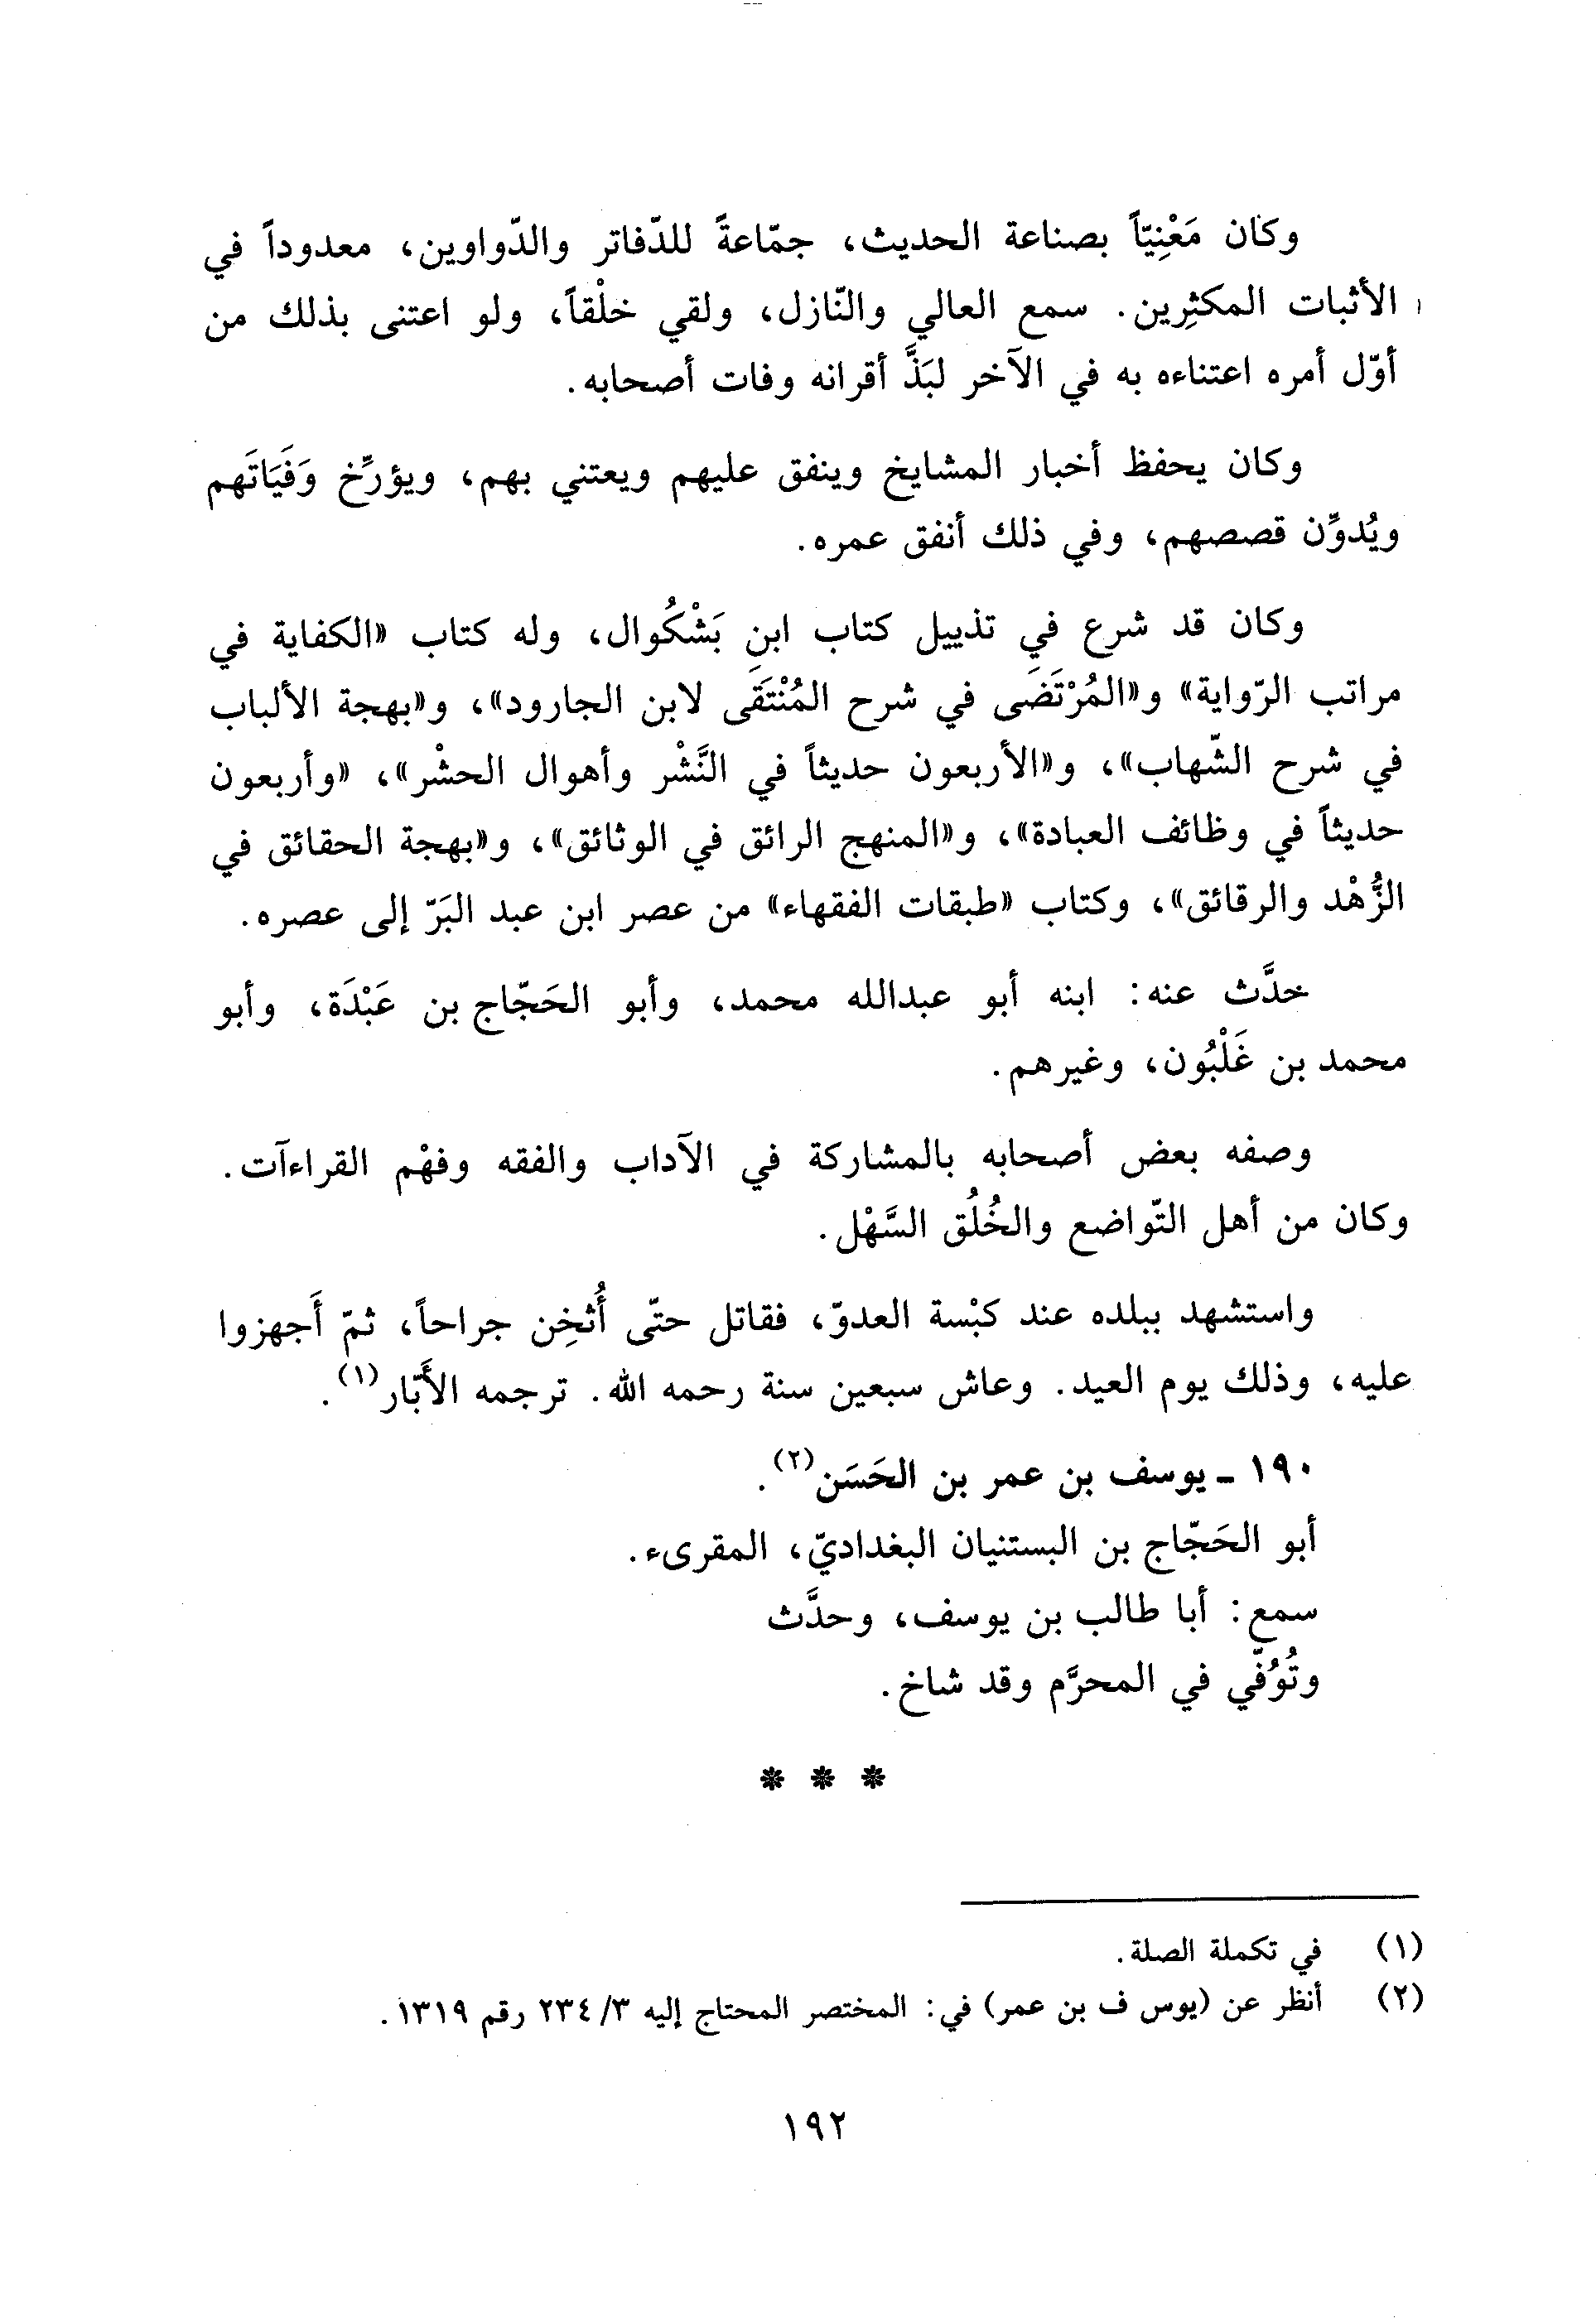 وكان مَعْنِيّاً بصناعة الحديث، جمّاعةً للدّفاتر والدّواوين، معدوداً في
الأثبات المكثِرين. سمع العالي والنّازل، ولقي خلْقاً، ولو اعتنى بذلك من
أوّل أمره اعتناءه به في الآخر لبَذَّ أقرانه وفات أصحابه.
وكان يحفظ أخبار المشايخ وينفق عليهم ويعتني بهم، ويؤرِّخ وَفَيَاتَهم
ويُدوِّن قصصهم، وفي ذلك أنفق عمره.
وكان قد شرع في تذييل كتاب ابن بَشْكُوال، وله كتاب «الكفاية في
مراتب الرّواية» و«المُرْتَضَى في شرح المُنْتَقَى لابن الجارود»، و«بهجة الألباب
في شرح الشّهاب»، و«الأربعون حديثاً في النَّشْر وأهوال الحشْر»، «وأربعون
حديثاً في وظائف العبادة»، و«المنهج الرائق في الوثائق»، و«بهجة الحقائق في
الزُّهْد والرقائق»، وكتاب «طبقات الفقهاء» من عصر ابن عبد البَرّ إلى عصره.
حدَّث عنه: ابنه أبو عبدالله محمد، وأبو الحَجّاج بن عَبْدَة، وأبو
محمد بن غَلْبُون، وغيرهم.
وصفه بعض أصحابه بالمشاركة في الآداب والفقه وفهْم القراءآت.
وكان من أهل التّواضع والخُلُق السَّهْل.
واستشهد ببلده عند كبْسة العدوّ، فقاتل حتّى أُثخِن جراحاً، ثمّ أَجهزوا
عليه، وذلك يوم العيد. وعاش سبعين سنة رحمه الله. ترجمه الأَبّار(١).
١٩٠ ـ يوسف بن عمر بن الحَسَن(٢).
أبو الحَجّاج بن البستنيان البغداديّ، المقرىء.
سمع: أبا طالب بن يوسف، وحدَّث
وتُوُفّي في المحرَّم وقد شاخ.
* * *
(١) في تكملة الصلة.
(٢) أنظر عن (يوس ف بن عمر) في: المختصر المحتاج إليه ٣/ ٢٣٤ رقم ١٣١٩.
١٩٢